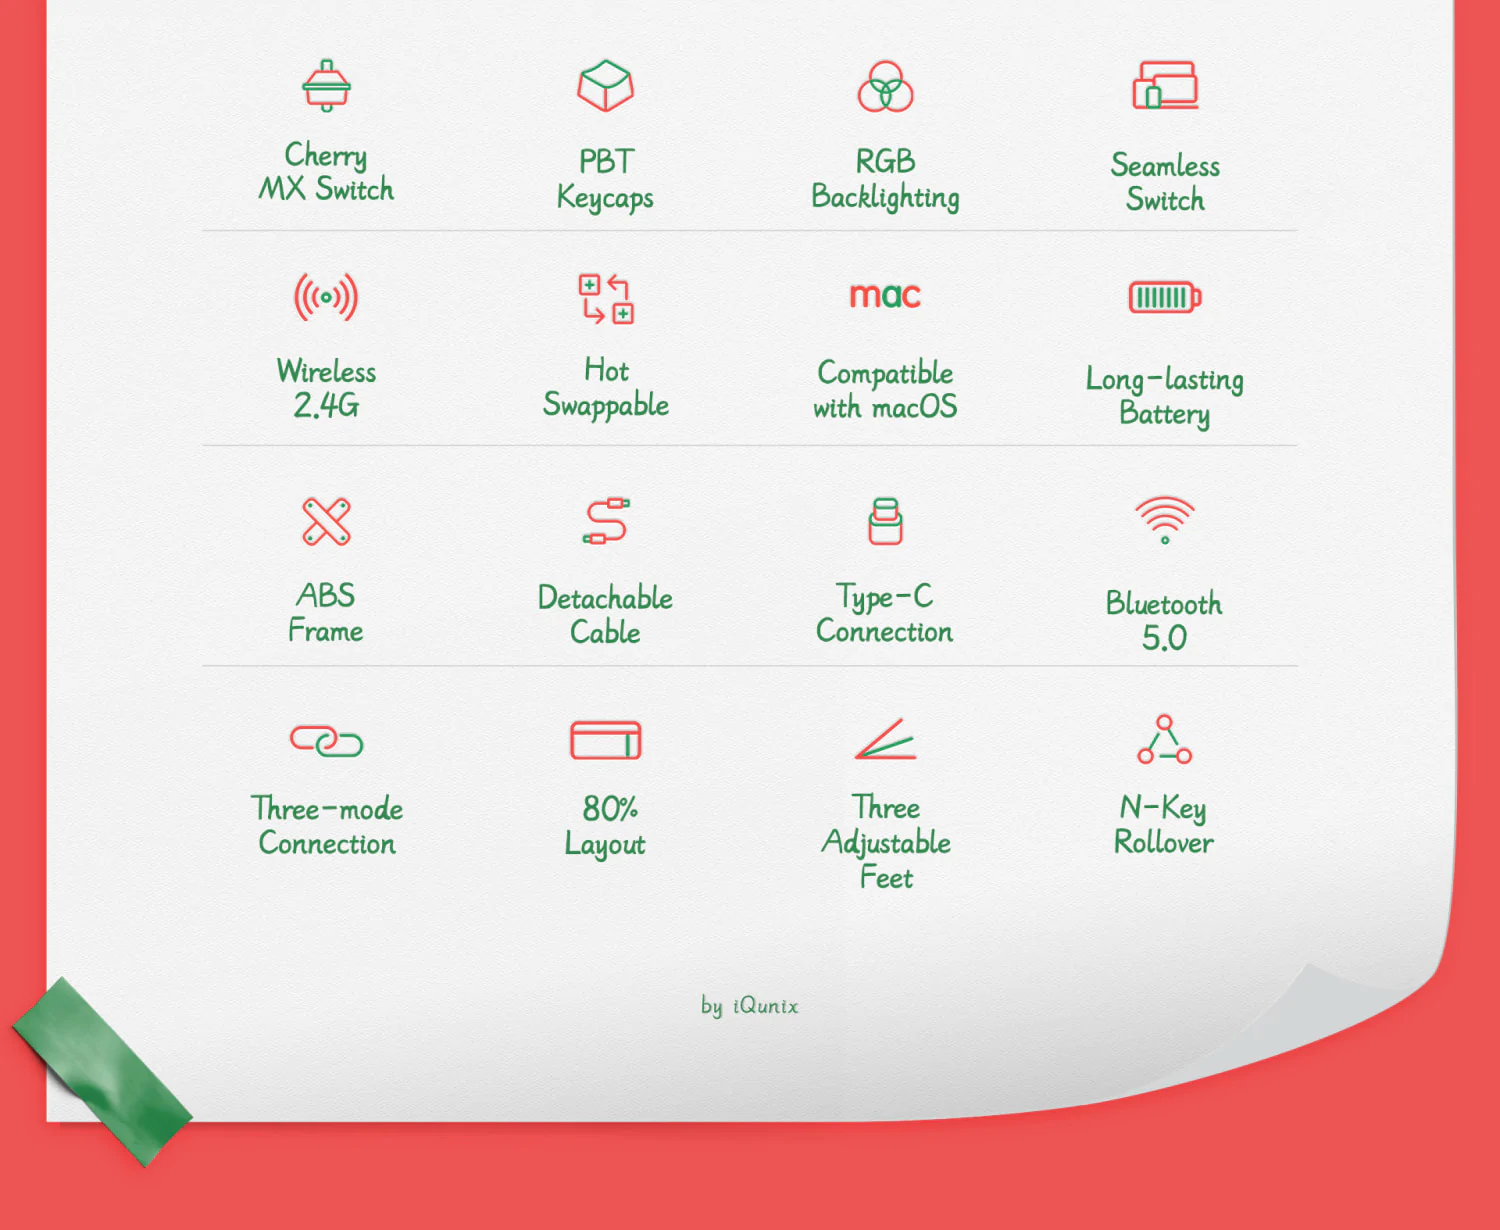 Cherry
MX Switch
PBT
Keycaps
RGB
Backlighting
Seamless
Switch
Wireless
2.4G
Hot
Swappable
mac
Compatible
with macOS
Long-lasting
Battery
ABS
Frame
Detachable
Cable
Type-C
Connection
Bluetooth
5.0
Three-mode
Connection
80%
Layout
Three
Adjustable
Feet
N-Key
Rollover
by iQunix